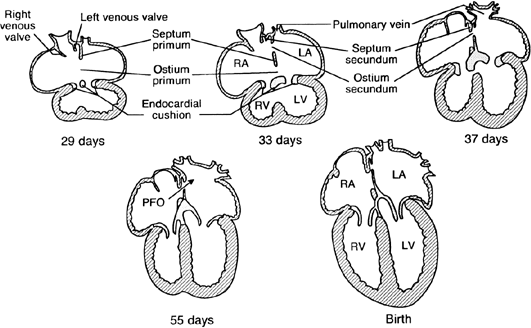 Right
venous
valve
Left venous valve
Septum
primum
Ostium
primum
Endocardial
cushion
29 days
Pulmonary vein
Septum
secundum
Ostium
secundum
RA
LA
RV
LV
33 days
37 days
PFO
55 days
RA
LA
RV
LV
Birth